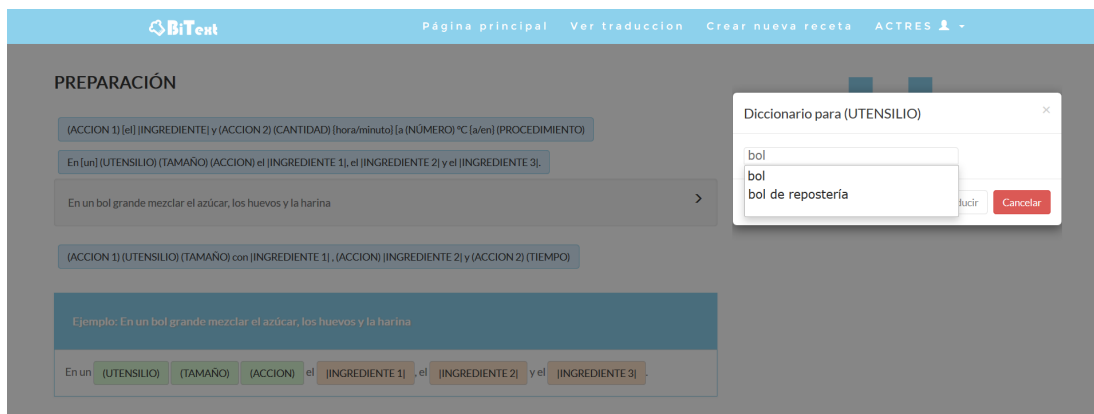 BiText
Página principal Ver traduccion Crear nueva receta ACTRES
PREPARACIÓN
(ACCION 1) [el] |INGREDIENTE| y (ACCION 2) (CANTIDAD) [hora/minuto] [a (NÚMERO) ºC [a/en] (PROCEDIMIENTO)
En [un] (UTENSILIO) (TAMAÑO) (ACCION) el |INGREDIENTE 1|, el |INGREDIENTE 2| y el |INGREDIENTE 3|.
En un bol grande mezclar el azúcar, los huevos y la harina
(ACCION 1) (UTENSILIO) (TAMAÑO) con |INGREDIENTE 1| , (ACCION) |INGREDIENTE 2| y (ACCION 2) (TIEMPO)
Ejemplo: En un bol grande mezclar el azúcar, los huevos y la harina
En un (UTENSILIO) (TAMAÑO) (ACCION) el |INGREDIENTE 1| , el |INGREDIENTE 2| y el |INGREDIENTE 3| .
Diccionario para (UTENSILIO) ×
bol
bol
bol de repostería
ducir Cancelar